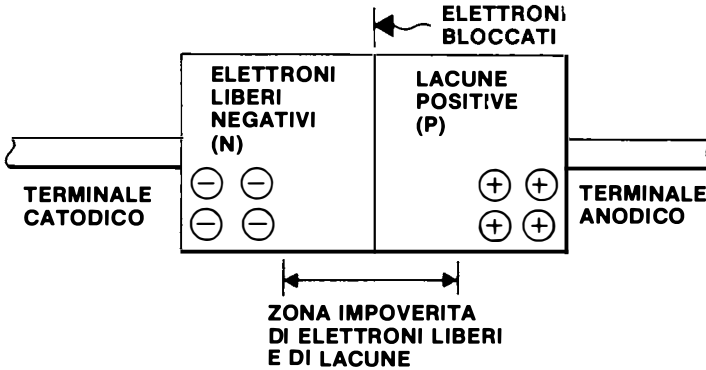 ELETTRONI
BLOCCATI
ELETTRONI
LIBERI
NEGATIVI
(N)
LACUNE
POSITIVE
(P)
TERMINALE
CATODICO
TERMINALE
ANODICO
ZONA IMPOVERITA
DI ELETTRONI LIBERI
E DI LACUNE